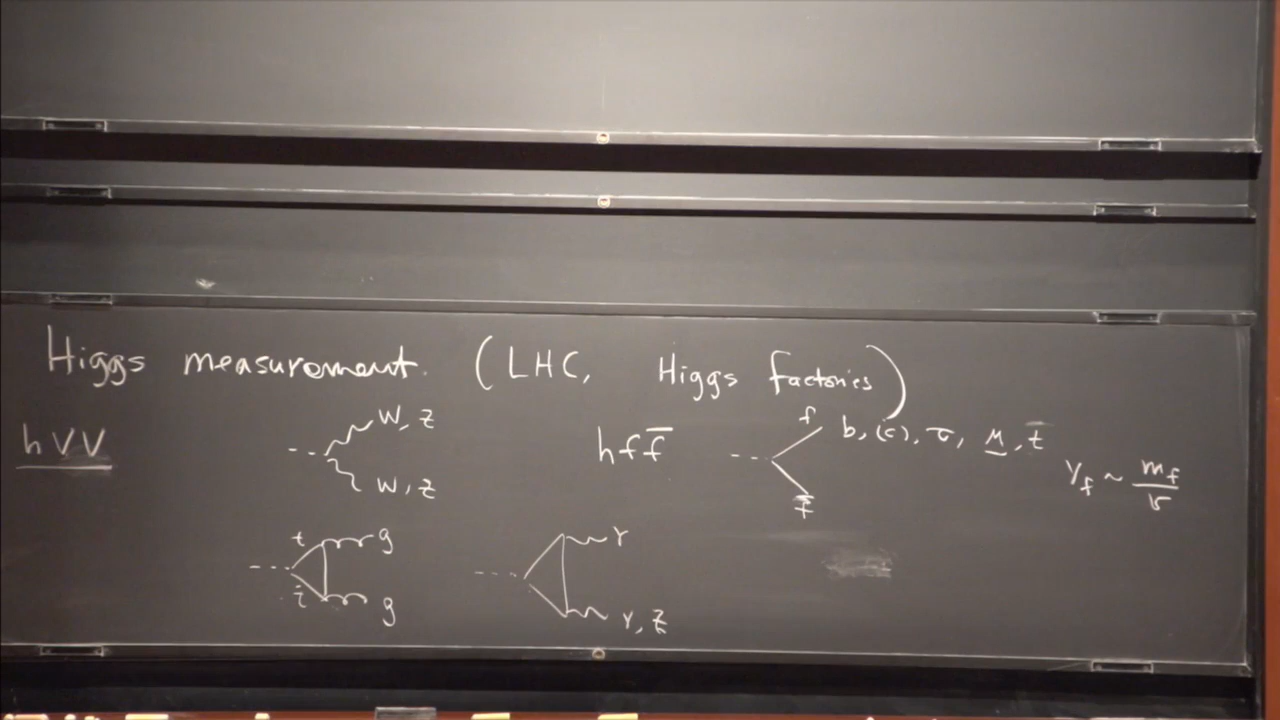 Higgs measurement. (LHC, Higgs factories)
hVV W, Z hff̄ f b, (c), τ, μ, t
W, Z f̄ y_f ~ m_f/v
t g γ
t̄ g γ, Z